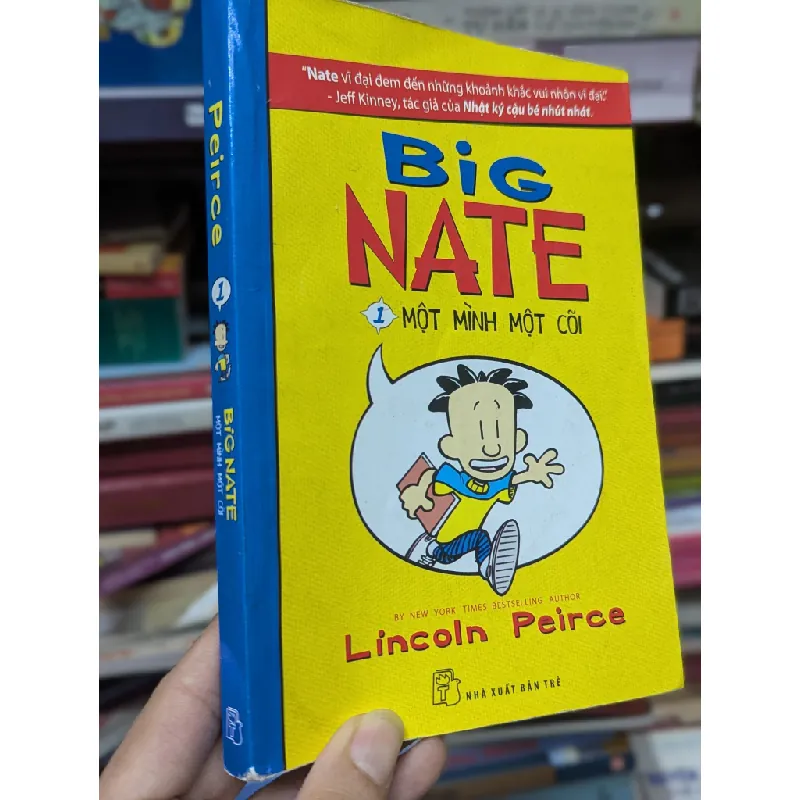 "Nate vĩ đại đem đến những khoảnh khắc vui nhộn vĩ đại."
- Jeff Kinney, tác giả của Nhật ký cậu bé nhút nhát.
BiG
NATE
1 MỘT MÌNH MỘT CÕI
BY NEW YORK TIMES BESTSELLING AUTHOR
Lincoln Peirce
NHÀ XUẤT BẢN TRẺ
Peirce
1
BiG NATE
MỘT MÌNH MỘT CÕI